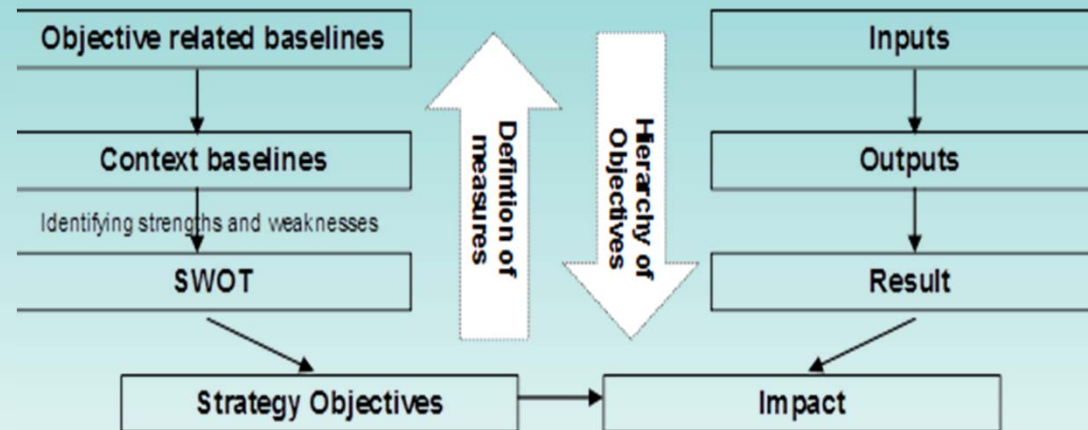 Objective related baselines
Context baselines
Identifying strengths and weaknesses
SWOT
Strategy Objectives
Defintion of
measures
Hierarchy of
Objectives
Inputs
Outputs
Result
Impact